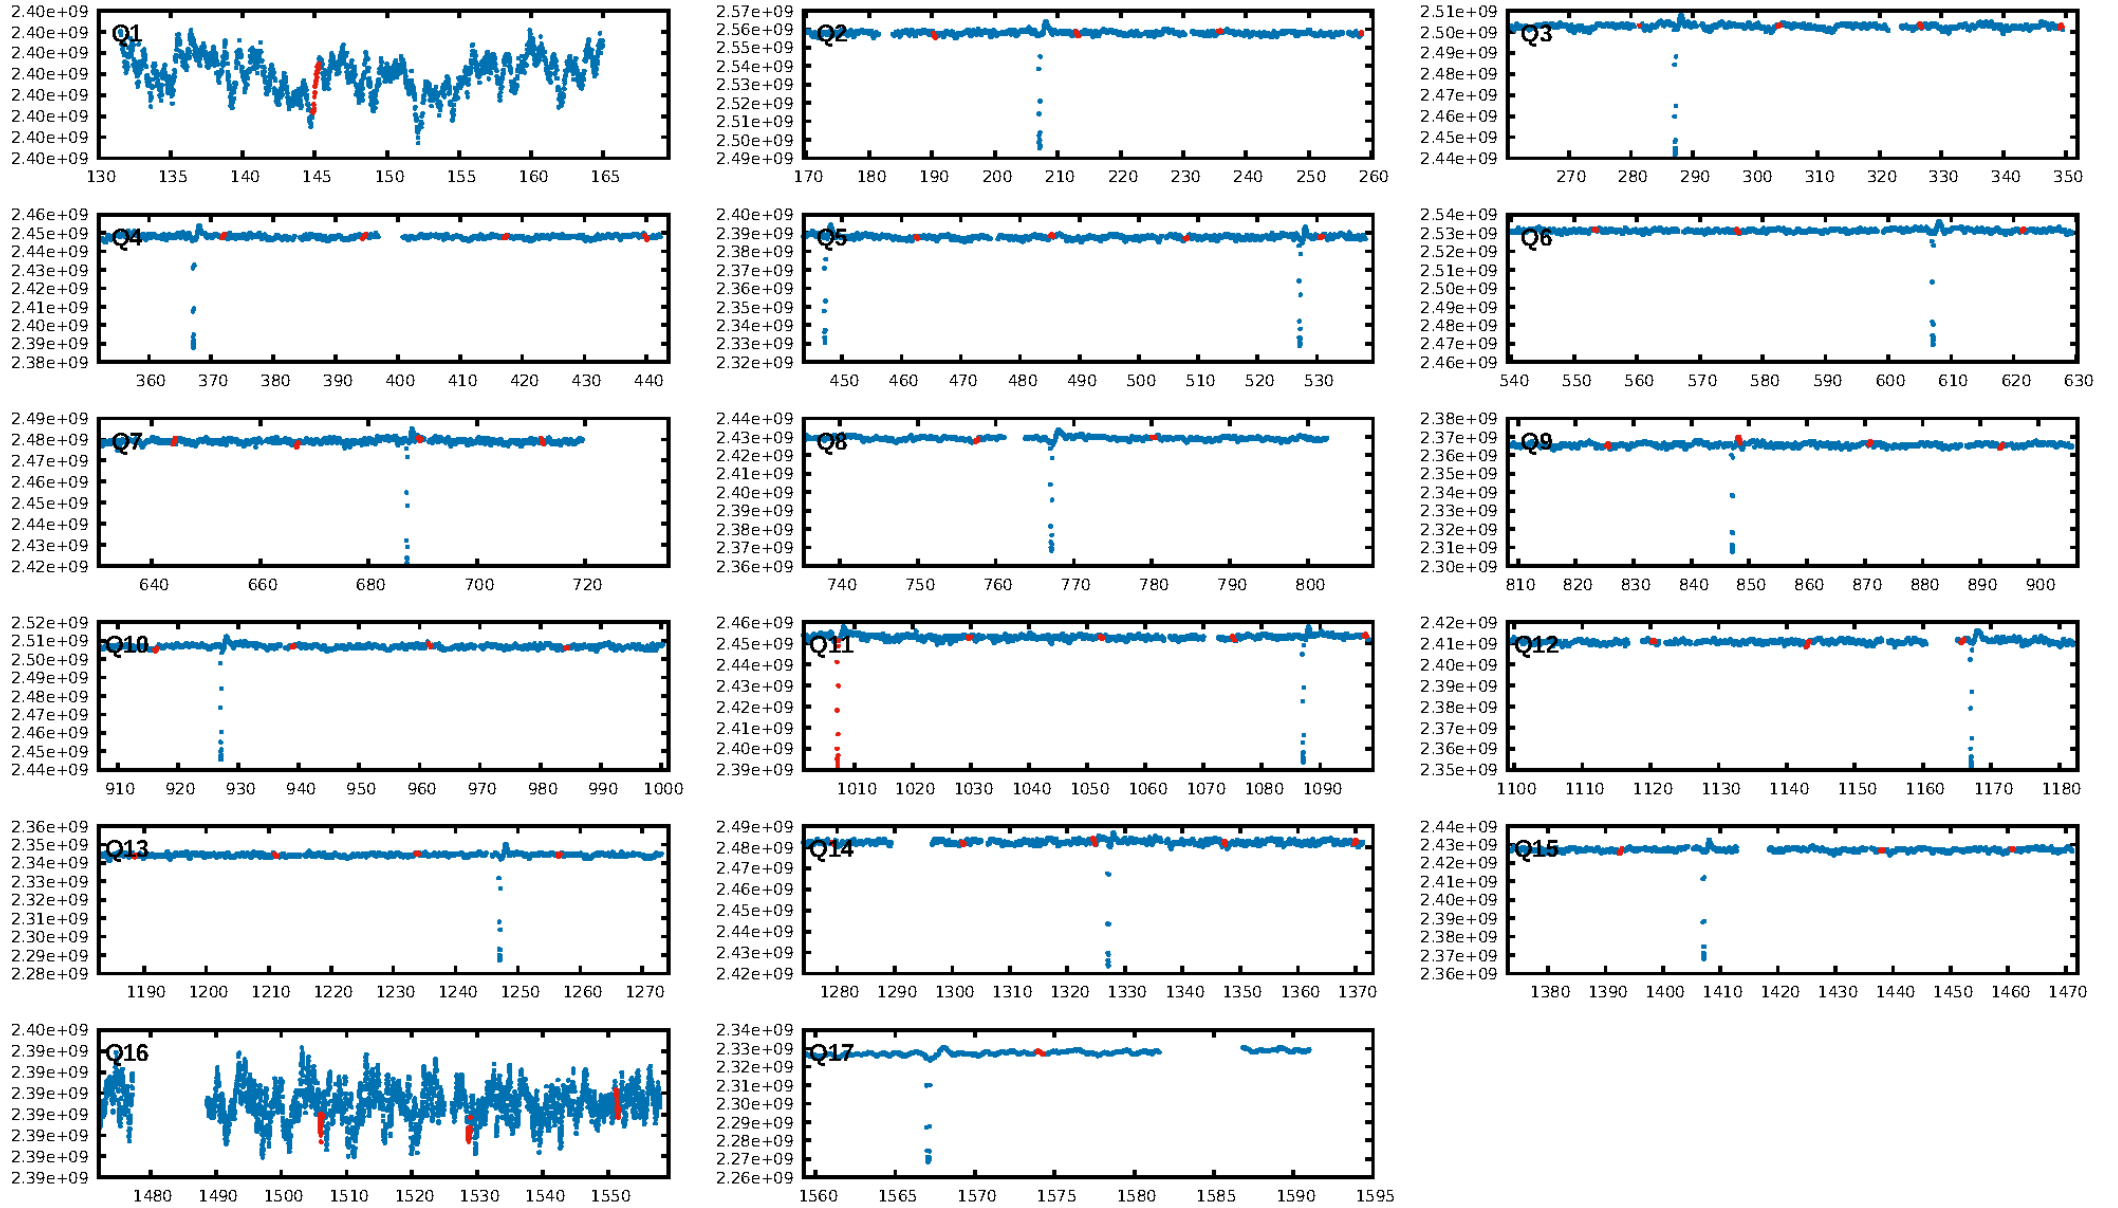 2.40e+09
2.40e+09
2.40e+09
2.40e+09
2.40e+09
2.40e+09
2.40e+09
2.40e+09
Q1
130 135 140 145 150 155 160 165
2.57e+09
2.56e+09
2.55e+09
2.54e+09
2.53e+09
2.52e+09
2.51e+09
2.50e+09
2.49e+09
Q2
170 180 190 200 210 220 230 240 250 260
2.51e+09
2.50e+09
2.49e+09
2.48e+09
2.47e+09
2.46e+09
2.45e+09
2.44e+09
Q3
270 280 290 300 310 320 330 340 350
2.46e+09
2.45e+09
2.44e+09
2.43e+09
2.42e+09
2.41e+09
2.40e+09
2.39e+09
2.38e+09
Q4
360 370 380 390 400 410 420 430 440
2.40e+09
2.39e+09
2.38e+09
2.37e+09
2.36e+09
2.35e+09
2.34e+09
2.33e+09
2.32e+09
Q5
450 460 470 480 490 500 510 520 530
2.54e+09
2.53e+09
2.52e+09
2.51e+09
2.50e+09
2.49e+09
2.48e+09
2.47e+09
2.46e+09
Q6
540 550 560 570 580 590 600 610 620 630
2.49e+09
2.48e+09
2.47e+09
2.46e+09
2.45e+09
2.44e+09
2.43e+09
2.42e+09
Q7
640 660 680 700 720
2.44e+09
2.43e+09
2.42e+09
2.41e+09
2.40e+09
2.39e+09
2.38e+09
2.37e+09
2.36e+09
Q8
740 750 760 770 780 790 800
2.38e+09
2.37e+09
2.36e+09
2.35e+09
2.34e+09
2.33e+09
2.32e+09
2.31e+09
2.30e+09
Q9
810 820 830 840 850 860 870 880 890 900
2.52e+09
2.51e+09
2.50e+09
2.49e+09
2.48e+09
2.47e+09
2.46e+09
2.45e+09
2.44e+09
Q10
910 920 930 940 950 960 970 980 990 1000
2.46e+09
2.45e+09
2.44e+09
2.43e+09
2.42e+09
2.41e+09
2.40e+09
2.39e+09
Q11
1010 1020 1030 1040 1050 1060 1070 1080 1090
2.42e+09
2.41e+09
2.40e+09
2.39e+09
2.38e+09
2.37e+09
2.36e+09
2.35e+09
Q12
1100 1110 1120 1130 1140 1150 1160 1170 1180
2.36e+09
2.35e+09
2.34e+09
2.33e+09
2.32e+09
2.31e+09
2.30e+09
2.29e+09
2.28e+09
Q13
1190 1200 1210 1220 1230 1240 1250 1260 1270
2.49e+09
2.48e+09
2.47e+09
2.46e+09
2.45e+09
2.44e+09
2.43e+09
2.42e+09
Q14
1280 1290 1300 1310 1320 1330 1340 1350 1360 1370
2.44e+09
2.43e+09
2.42e+09
2.41e+09
2.40e+09
2.39e+09
2.38e+09
2.37e+09
2.36e+09
Q15
1380 1390 1400 1410 1420 1430 1440 1450 1460 1470
2.40e+09
2.39e+09
2.39e+09
2.39e+09
2.39e+09
2.39e+09
2.39e+09
2.39e+09
Q16
1480 1490 1500 1510 1520 1530 1540 1550
2.34e+09
2.33e+09
2.32e+09
2.31e+09
2.30e+09
2.29e+09
2.28e+09
2.27e+09
2.26e+09
Q17
1560 1565 1570 1575 1580 1585 1590 1595